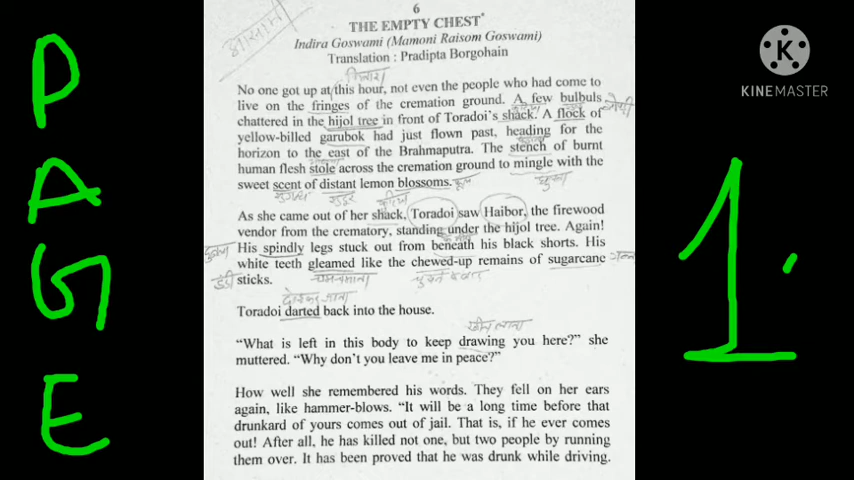 PAGE
1.
KINEMASTER
6
THE EMPTY CHEST*
Indira Goswami (Mamoni Raisom Goswami)
Translation : Pradipta Borgohain
No one got up at this hour, not even the people who had come to
live on the fringes of the cremation ground. A few bulbuls
chattered in the hijol tree in front of Toradoi's shack. A flock of
yellow-billed garubok had just flown past, heading for the
horizon to the east of the Brahmaputra. The stench of burnt
human flesh stole across the cremation ground to mingle with the
sweet scent of distant lemon blossoms.
As she came out of her shack, Toradoi saw Haibor, the firewood
vendor from the crematory, standing under the hijol tree. Again!
His spindly legs stuck out from beneath his black shorts. His
white teeth gleamed like the chewed-up remains of sugarcane
sticks.
Toradoi darted back into the house.
"What is left in this body to keep drawing you here?" she
muttered. "Why don't you leave me in peace?"
How well she remembered his words. They fell on her ears
again, like hammer-blows. "It will be a long time before that
drunkard of yours comes out of jail. That is, if he ever comes
out! After all, he has killed not one, but two people by running
them over. It has been proved that he was drunk while driving.